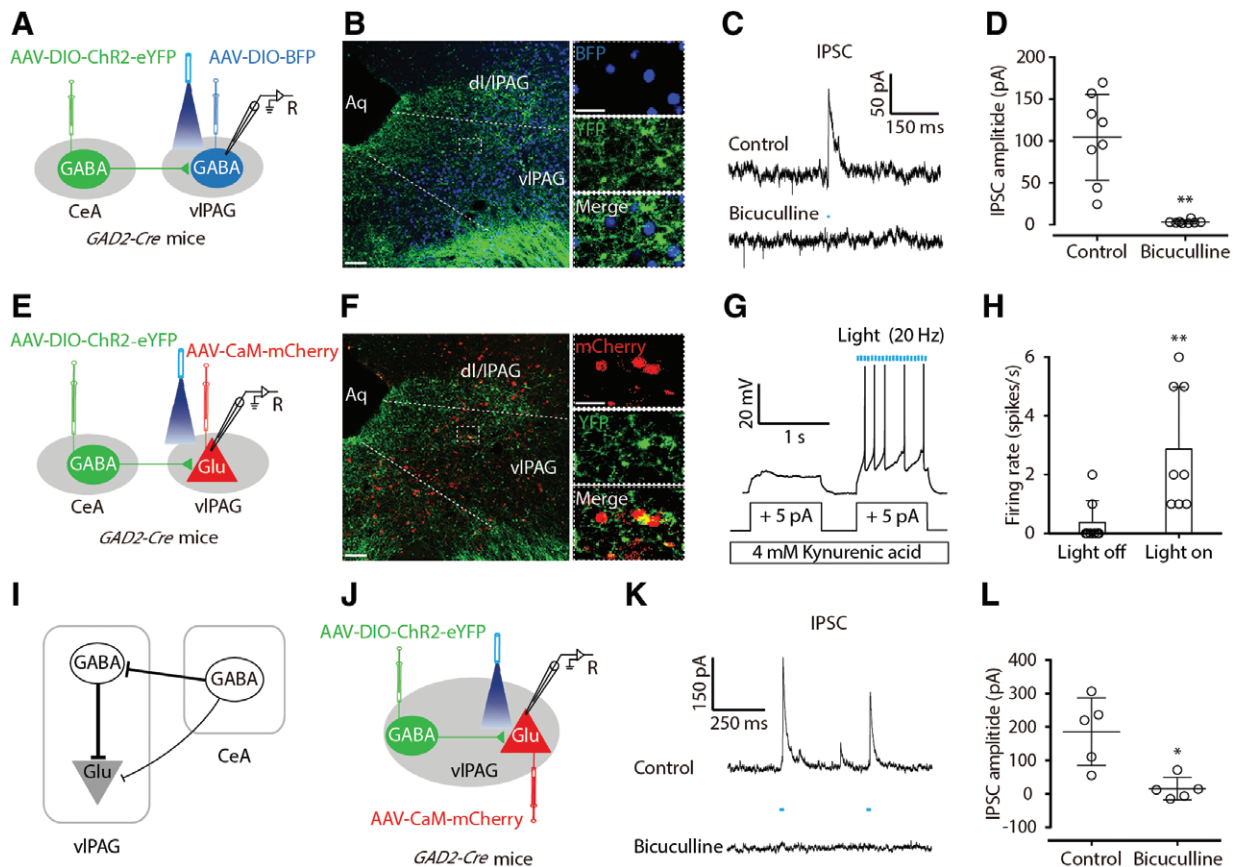 A
AAV-DIO-ChR2-eYFP
AAV-DIO-BFP
R
GABA
GABA
CeA
vlPAG
GAD2-Cre mice
B
Aq
dl/lPAG
vlPAG
BFP
YFP
Merge
C
IPSC
50 pA
150 ms
Control
Bicuculline
D
IPSC amplitide (pA)
200
150
100
50
0
**
Control
Bicuculline
E
AAV-DIO-ChR2-eYFP
AAV-CaM-mCherry
R
GABA
Glu
CeA
vlPAG
GAD2-Cre mice
F
Aq
dl/lPAG
vlPAG
mCherry
YFP
Merge
G
Light (20 Hz)
20 mV
1 s
+ 5 pA
+ 5 pA
4 mM Kynurenic acid
H
Firing rate (spikes/s)
6
4
2
0
**
Light off
Light on
I
GABA
GABA
Glu
CeA
vlPAG
J
AAV-DIO-ChR2-eYFP
R
GABA
Glu
vlPAG
AAV-CaM-mCherry
GAD2-Cre mice
K
IPSC
150 pA
250 ms
Control
Bicuculline
L
IPSC amplitide (pA)
400
300
200
100
0
-100
*
Control
Bicuculline